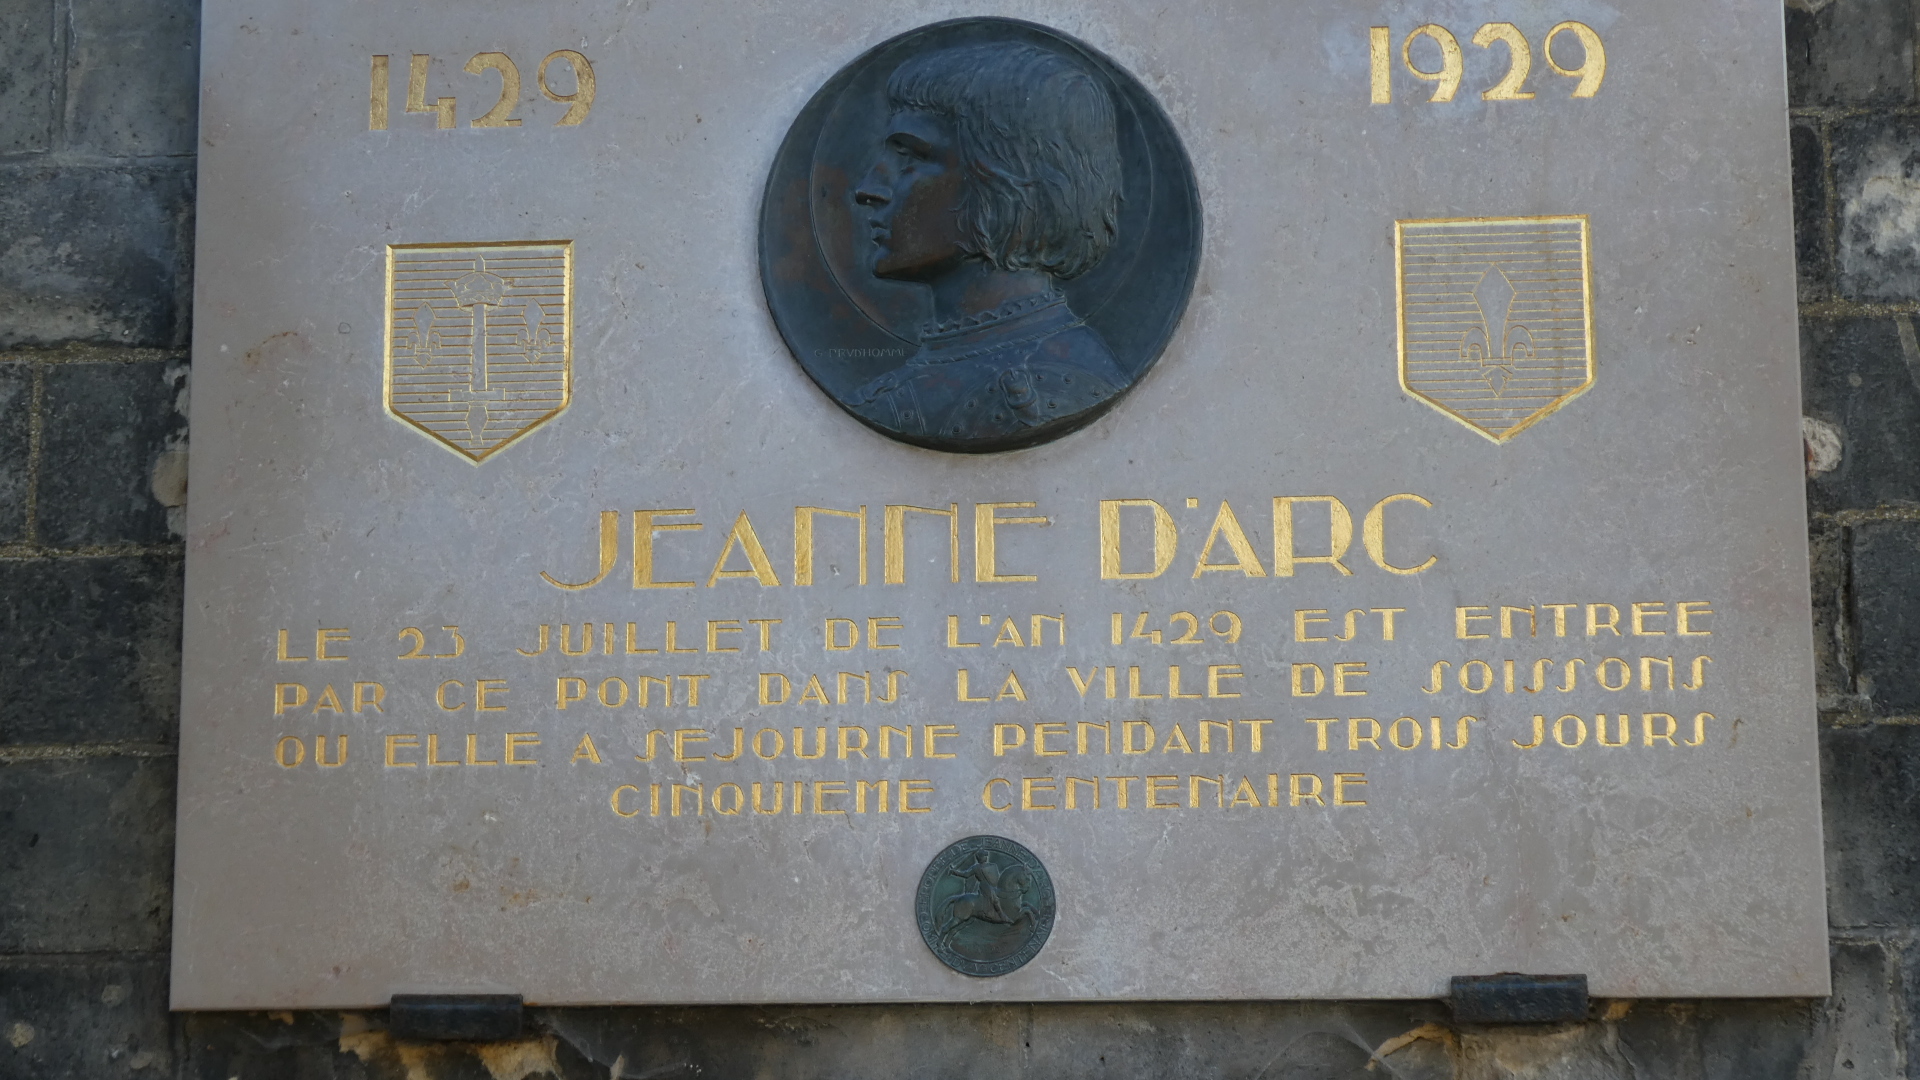 1429
1929
G PRUNHOMME
JEANNE D'ARC
LE 23 JUILLET DE L'AN 1429 EST ENTREE
PAR CE PONT DANS LA VILLE DE SOISSONS
OU ELLE A SEJOURNE PENDANT TROIS JOURS
CINQUIEME CENTENAIRE